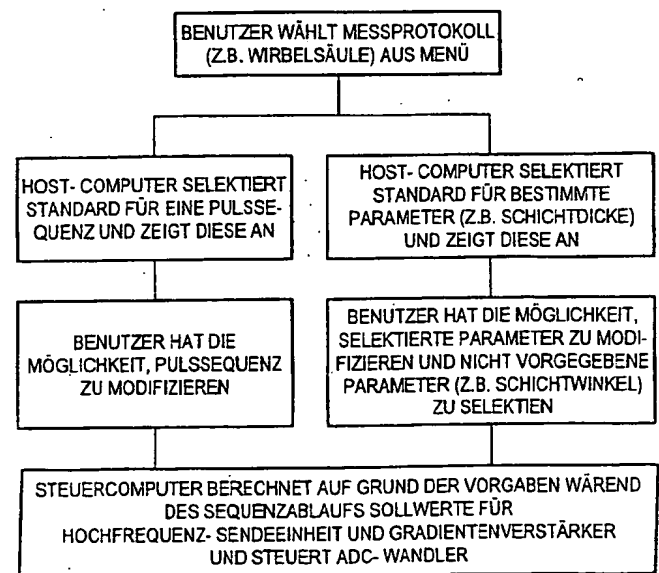 BENUTZER WÄHLT MESSPROTOKOLL
(Z.B. WIRBELSÄULE) AUS MENÜ
HOST- COMPUTER SELEKTIERT
STANDARD FÜR EINE PULSSE-
QUENZ UND ZEIGT DIESE AN
HOST- COMPUTER SELEKTIERT
STANDARD FÜR BESTIMMTE
PARAMETER (Z.B. SCHICHTDICKE)
UND ZEIGT DIESE AN
BENUTZER HAT DIE
MÖGLICHKEIT, PULSSEQUENZ
ZU MODIFIZIEREN
BENUTZER HAT DIE MÖGLICHKEIT,
SELEKTIERTE PARAMETER ZU MODI-
FIZIEREN UND NICHT VORGEGEBENE
PARAMETER (Z.B. SCHICHTWINKEL)
ZU SELEKTIEN
STEUERCOMPUTER BERECHNET AUF GRUND DER VORGABEN WÄREND
DES SEQUENZABLAUFS SOLLWERTE FÜR
HOCHFREQUENZ- SENDEEINHEIT UND GRADIENTENVERSTÄRKER
UND STEUERT ADC- WANDLER